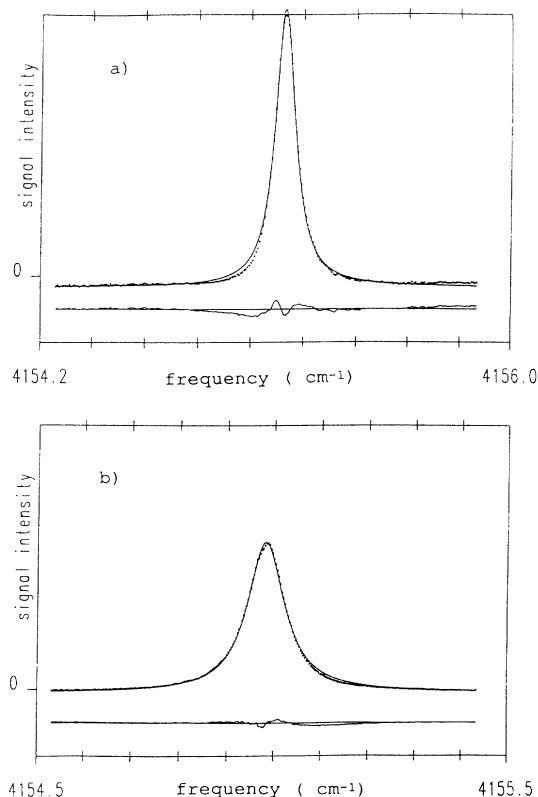 a)
signal intensity
0
4154.2 frequency ( cm-1) 4156.0
b)
signal intensity
0
4154.5 frequency ( cm-1) 4155.5